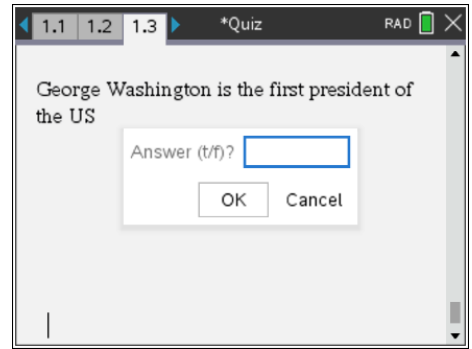 1.1 1.2 1.3 *Quiz RAD
George Washington is the first president of
the US
Answer (t/f)?
OK Cancel